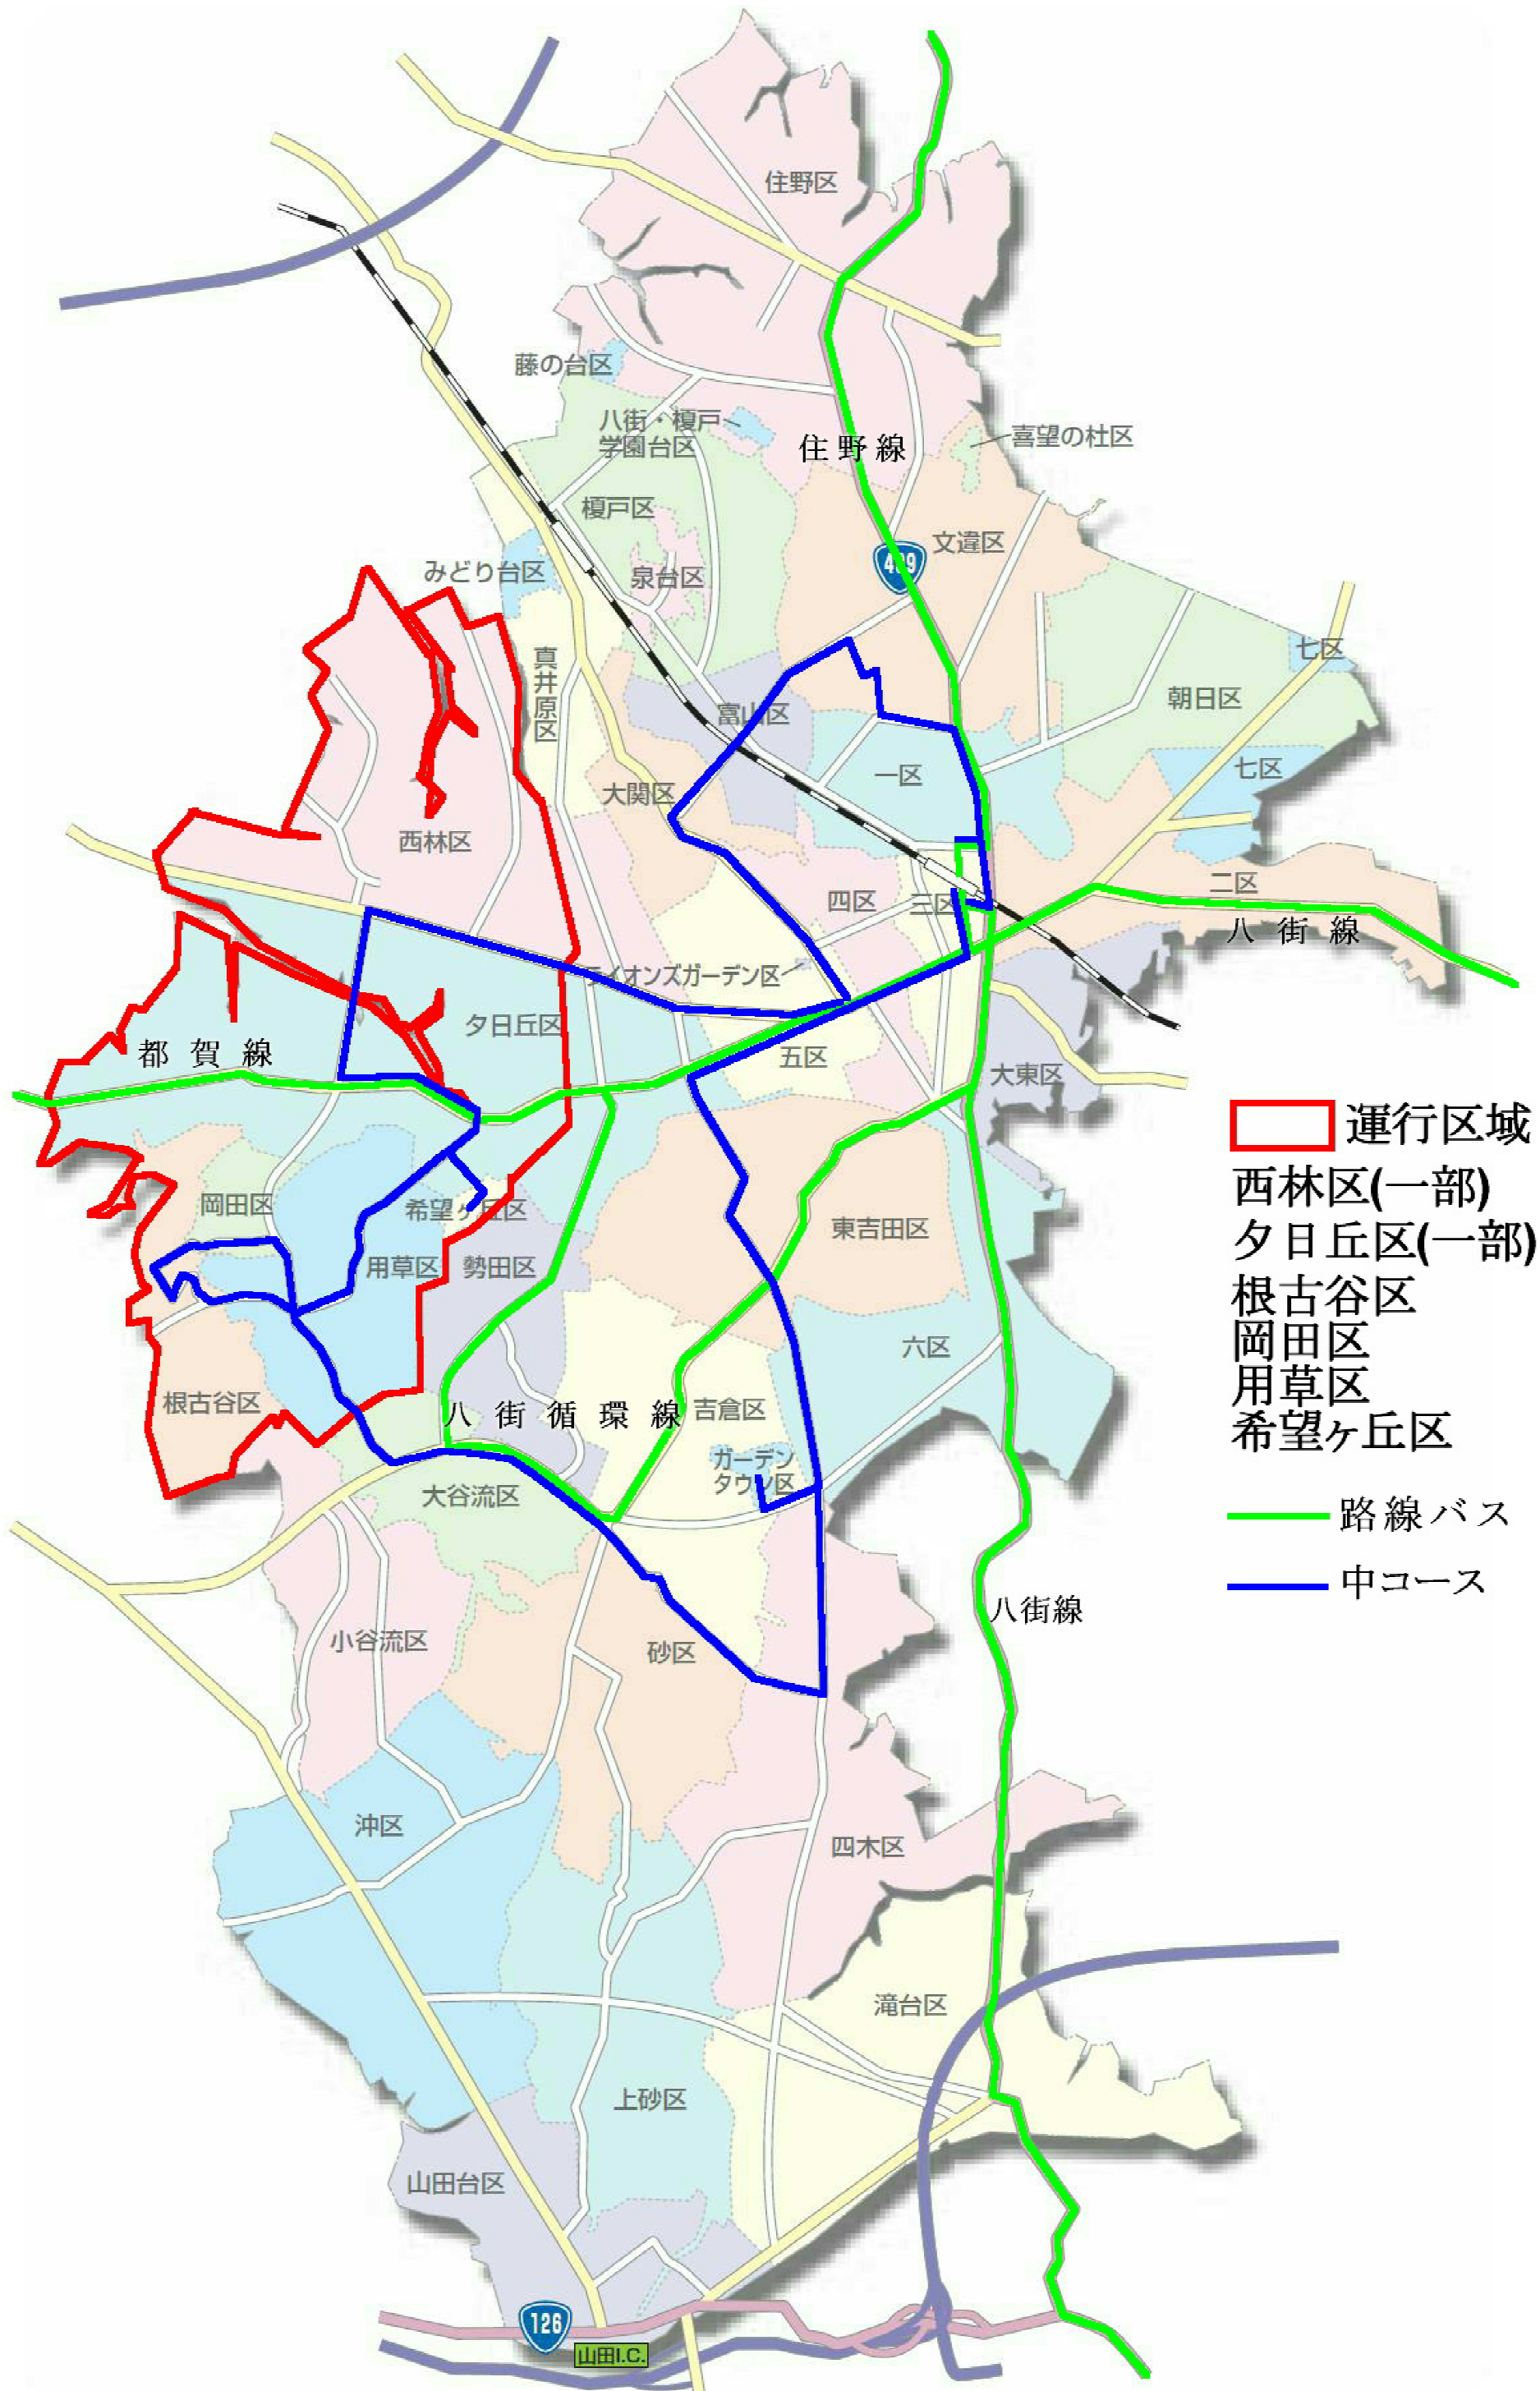 住野区
藤の台区
八街・榎戸
学園台区
住野線
喜望の杜区
榎戸区
409
文違区
みどり台区
泉台区
七区
真井原区
富山区
朝日区
一区
七区
大関区
西林区
四区
三区
二区
八街線
ライオンズガーデン区
夕日丘区
都賀線
五区
大東区
運行区域
西林区(一部)
夕日丘区(一部)
根古谷区
岡田区
用草区
希望ヶ丘区
路線バス
中コース
岡田区
希望ヶ丘区
東吉田区
用草区
勢田区
六区
根古谷区
八街循環線
吉倉区
ガーデン
タウン区
大谷流区
八街線
小谷流区
砂区
沖区
四木区
滝台区
上砂区
山田台区
126
山田I.C.